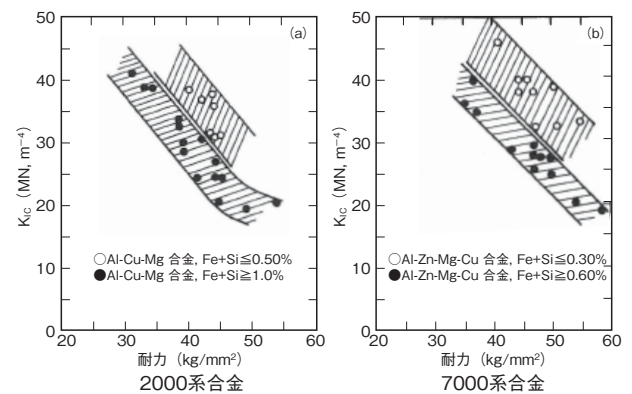 (a)
50
40
30
20
10
0
K_IC (MN, m⁻⁴)
○Al-Cu-Mg 合金, Fe+Si≦0.50%
●Al-Cu-Mg 合金, Fe+Si≧1.0%
20 30 40 50 60
耐力 (kg/mm²)
2000系合金
(b)
50
40
30
20
10
0
K_IC (MN, m⁻⁴)
○Al-Zn-Mg-Cu 合金, Fe+Si≦0.30%
●Al-Zn-Mg-Cu 合金, Fe+Si≧0.60%
20 30 40 50 60
耐力 (kg/mm²)
7000系合金